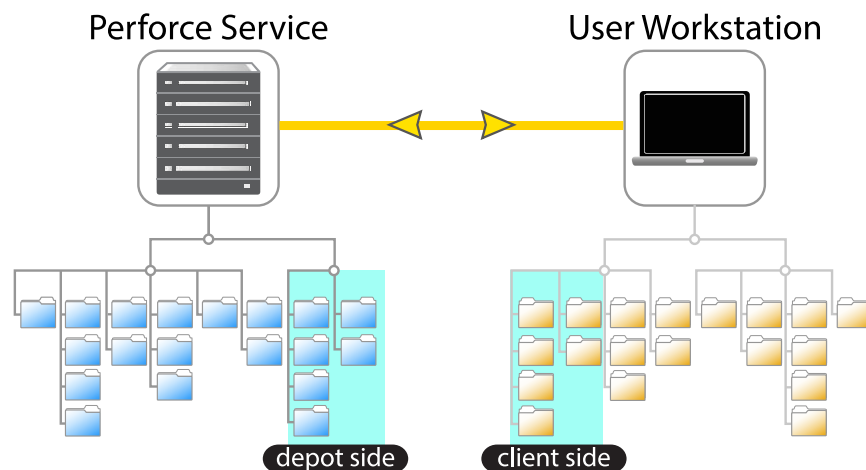 Perforce Service
User Workstation
depot side
client side